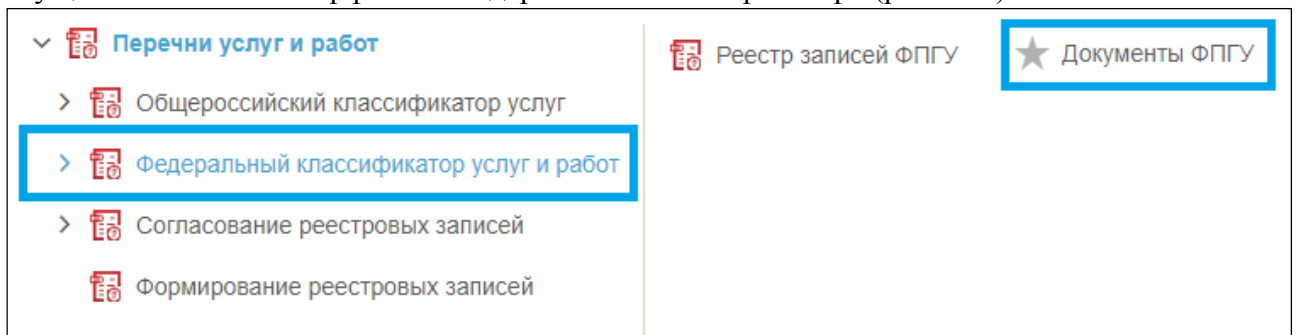 Перечни услуг и работ
Общероссийский классификатор услуг
Федеральный классификатор услуг и работ
Согласование реестровых записей
Формирование реестровых записей
Реестр записей ФПГУ
Документы ФПГУ